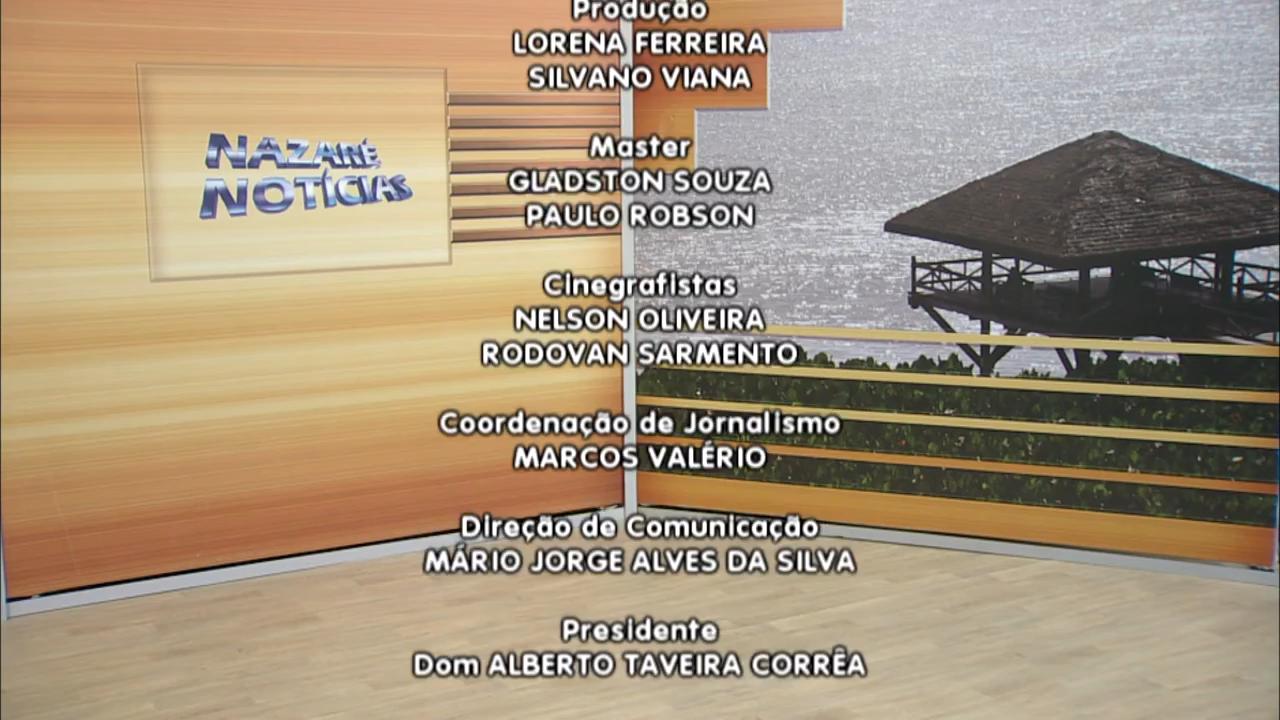 Produção
LORENA FERREIRA
SILVANO VIANA
NAZARÉ
NOTÍCIAS
Master
GLADSTON SOUZA
PAULO ROBSON
Cinegrafistas
NELSON OLIVEIRA
RODOVAN SARMENTO
Coordenação de Jornalismo
MARCOS VALÉRIO
Direção de Comunicação
MÁRIO JORGE ALVES DA SILVA
Presidente
Dom ALBERTO TAVEIRA CORRÊA